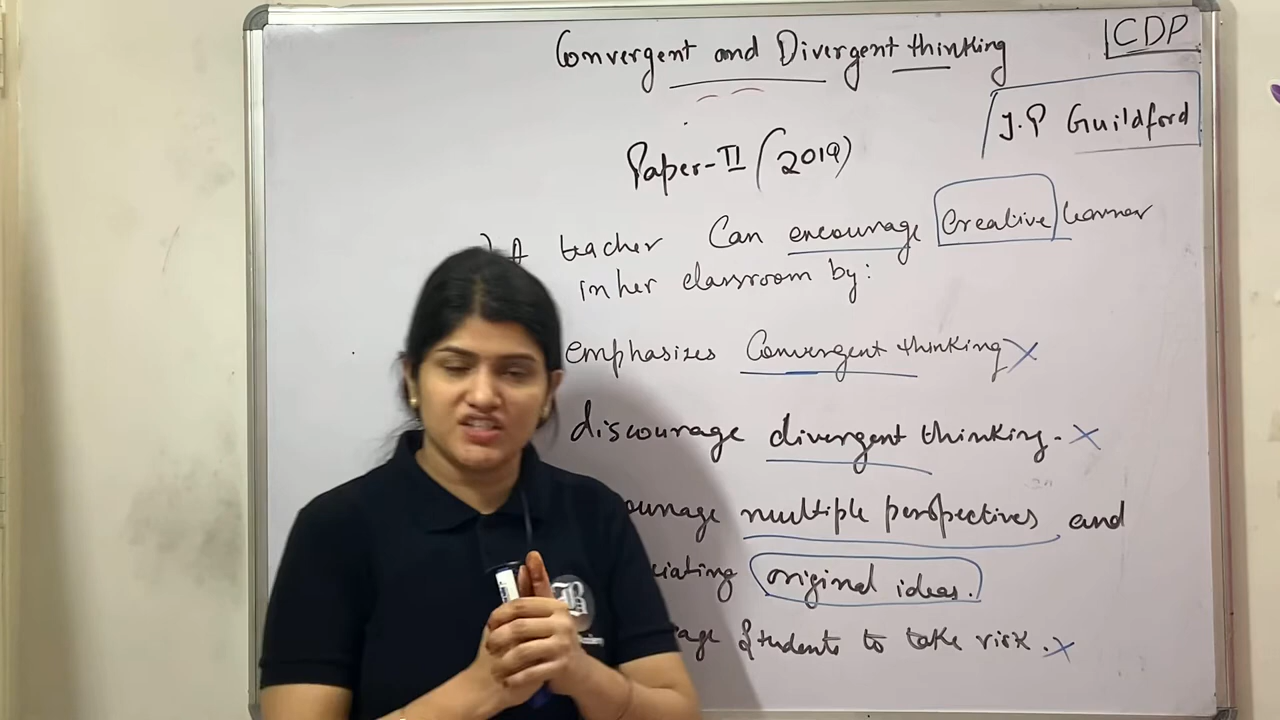 Convergent and Divergent thinking
CDP
J.P Guildford
Paper-II (2019)
A teacher Can encourage Creative learner
in her classroom by:
emphasizes Convergent thinking X
discourage divergent thinking. X
multiple perspectives and
original ideas.
Students to take risk. X